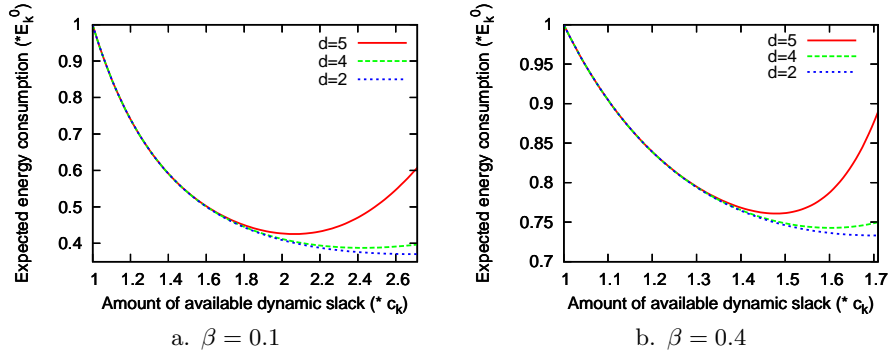 Expected energy consumption (*E_k^0)
1
0.9
0.8
0.7
0.6
0.5
0.4
1 1.2 1.4 1.6 1.8 2 2.2 2.4 2.6
Amount of available dynamic slack (* c_k)
d=5
d=4
d=2
a. β = 0.1
Expected energy consumption (*E_k^0)
1
0.95
0.9
0.85
0.8
0.75
0.7
1 1.1 1.2 1.3 1.4 1.5 1.6 1.7
Amount of available dynamic slack (* c_k)
d=5
d=4
d=2
b. β = 0.4